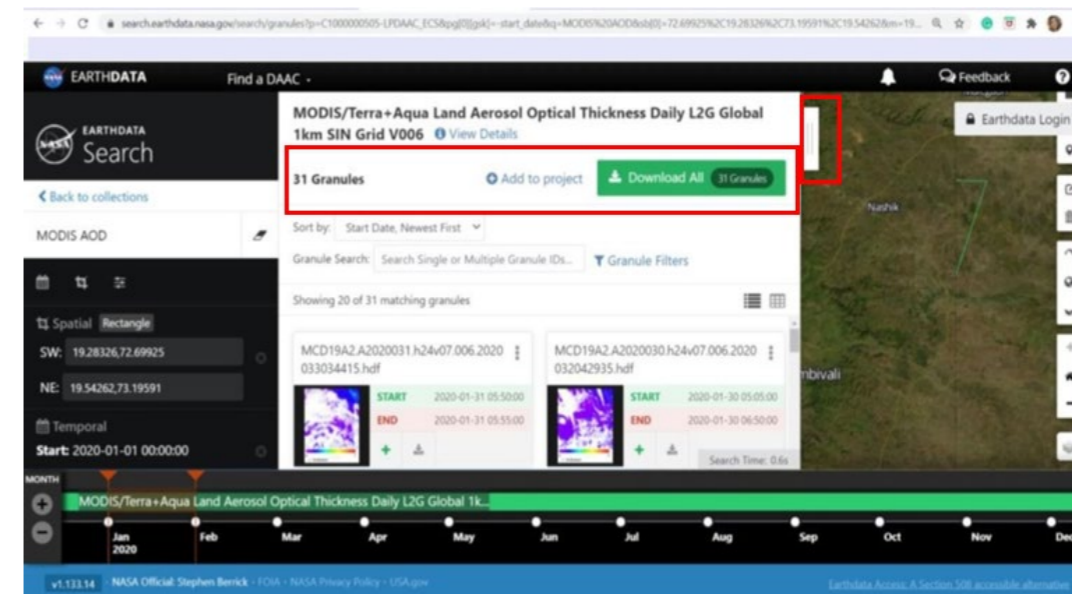 search.earthdata.nasa.gov/search/granules?p=C1000000505-LPDAAC_ECS&pg[0][gsk]=-start_date&q=MODIS%20AOD&sb[0]=72.69925%2C19.28326%2C73.19591%2C19.54262&m=19...
EARTHDATA
Find a DAAC
Feedback
Earthdata Login
EARTHDATA
Search
MODIS/Terra+Aqua Land Aerosol Optical Thickness Daily L2G Global
1km SIN Grid V006 View Details
31 Granules Add to project Download All 31 Granules
Back to collections
MODIS AOD
Sort by: Start Date, Newest First
Granule Search: Search Single or Multiple Granule IDs... Granule Filters
Showing 20 of 31 matching granules
Spatial Rectangle
SW: 19.28326,72.69925
NE: 19.54262,73.19591
Temporal
Start: 2020-01-01 00:00:00
MCD19A2.A2020031.h24v07.006.2020
033034415.hdf
START 2020-01-31 05:50:00
END 2020-01-31 05:55:00
MCD19A2.A2020030.h24v07.006.2020
032042935.hdf
START 2020-01-30 05:05:00
END 2020-01-30 06:50:00
Search Time: 0.6s
Nashik
mbivali
MONTH
MODIS/Terra+Aqua Land Aerosol Optical Thickness Daily L2G Global 1k...
Jan Feb Mar Apr May Jun Jul Aug Sep Oct Nov Dec
2020
v1.133.14 NASA Official: Stephen Berrick · FOIA · NASA Privacy Policy · USA.gov
Earthdata Access: A Section 508 accessible alternative